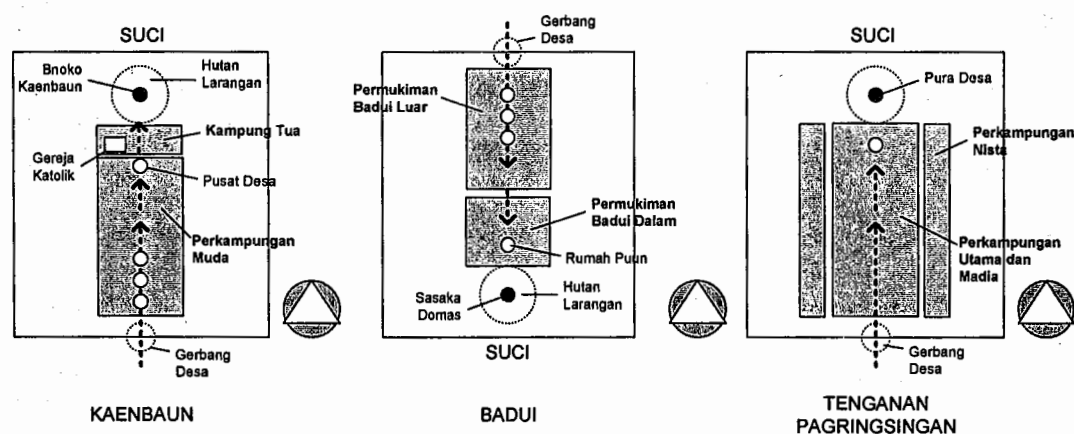 SUCI
Bnoko
Kaenbaun
Hutan
Larangan
Kampung Tua
Gereja
Katolik
Pusat Desa
Perkampungan
Muda
Gerbang
Desa
KAENBAUN
Gerbang
Desa
Permukiman
Badui Luar
Permukiman
Badui Dalam
Rumah Puun
Sasaka
Domas
Hutan
Larangan
SUCI
BADUI
SUCI
Pura Desa
Perkampungan
Nista
Perkampungan
Utama dan
Madia
Gerbang
Desa
TENGANAN
PAGRINGSINGAN